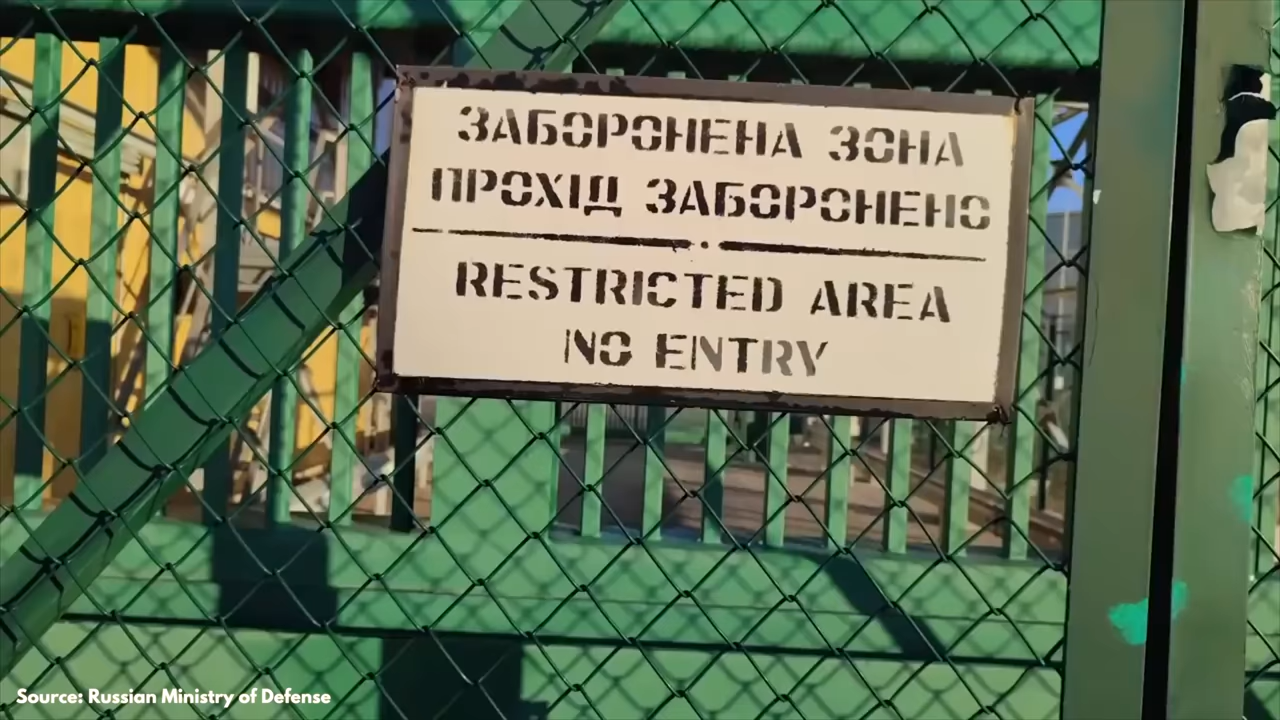 ЗАБОРОНЕНА ЗОНА
ПРОХІД ЗАБОРОНЕНО
RESTRICTED AREA
NO ENTRY
Source: Russian Ministry of Defense